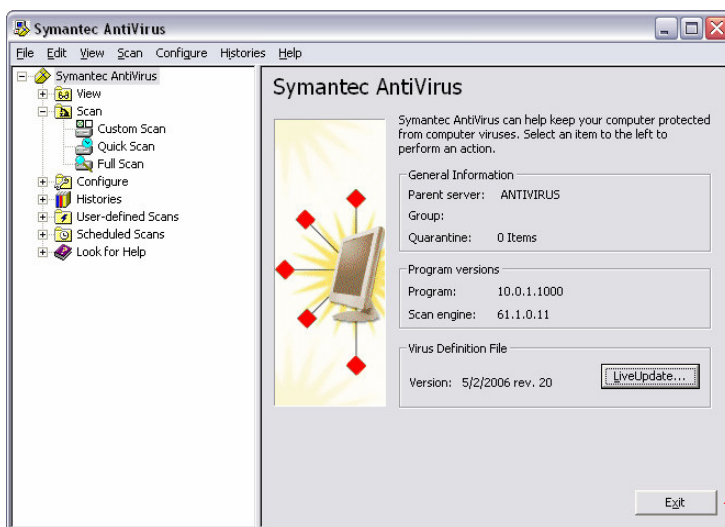 Symantec AntiVirus
File Edit View Scan Configure Histories Help
Symantec AntiVirus
View
Scan
Custom Scan
Quick Scan
Full Scan
Configure
Histories
User-defined Scans
Scheduled Scans
Look for Help
Symantec AntiVirus
Symantec AntiVirus can help keep your computer protected
from computer viruses. Select an item to the left to
perform an action.
General Information
Parent server: ANTIVIRUS
Group:
Quarantine: 0 Items
Program versions
Program: 10.0.1.1000
Scan engine: 61.1.0.11
Virus Definition File
Version: 5/2/2006 rev. 20
LiveUpdate...
Exit